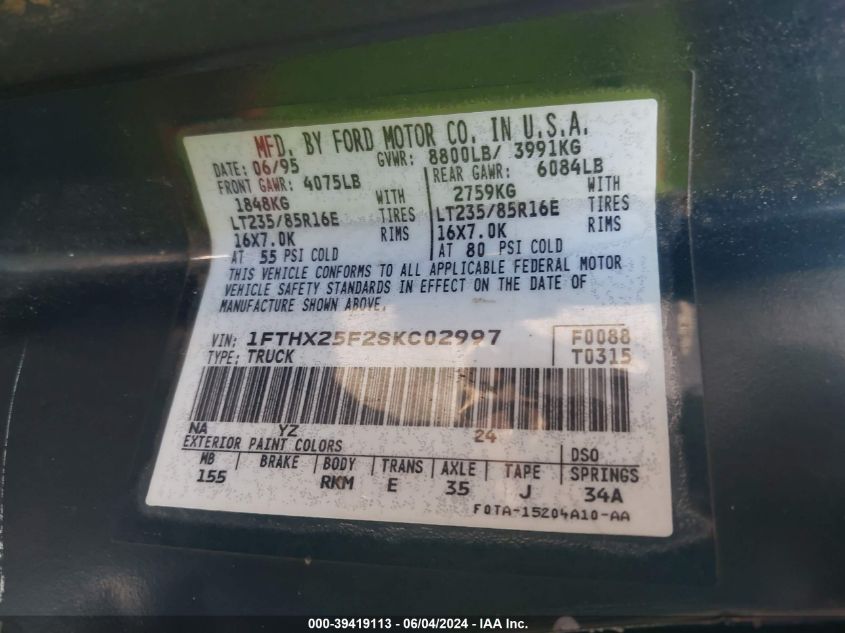 MFD. BY FORD MOTOR CO. IN U.S.A.
DATE: 06/95 GVWR: 8800LB/ 3991KG
FRONT GAWR: 4075LB REAR GAWR: 6084LB
1848KG WITH 2759KG WITH
LT235/85R16E TIRES LT235/85R16E TIRES
16X7.0K RIMS 16X7.0K RIMS
AT 55 PSI COLD AT 80 PSI COLD
THIS VEHICLE CONFORMS TO ALL APPLICABLE FEDERAL MOTOR
VEHICLE SAFETY STANDARDS IN EFFECT ON THE DATE OF
MANUFACTURE SHOWN ABOVE.
VIN: 1FTHX25F2SKC02997 F0088
TYPE: TRUCK T0315
NA YZ 24
EXTERIOR PAINT COLORS DSO
WB BRAKE BODY TRANS AXLE TAPE SPRINGS
155 RKM E 35 J 34A
F0TA-15204A10-AA
000-39419113 - 06/04/2024 - IAA Inc.